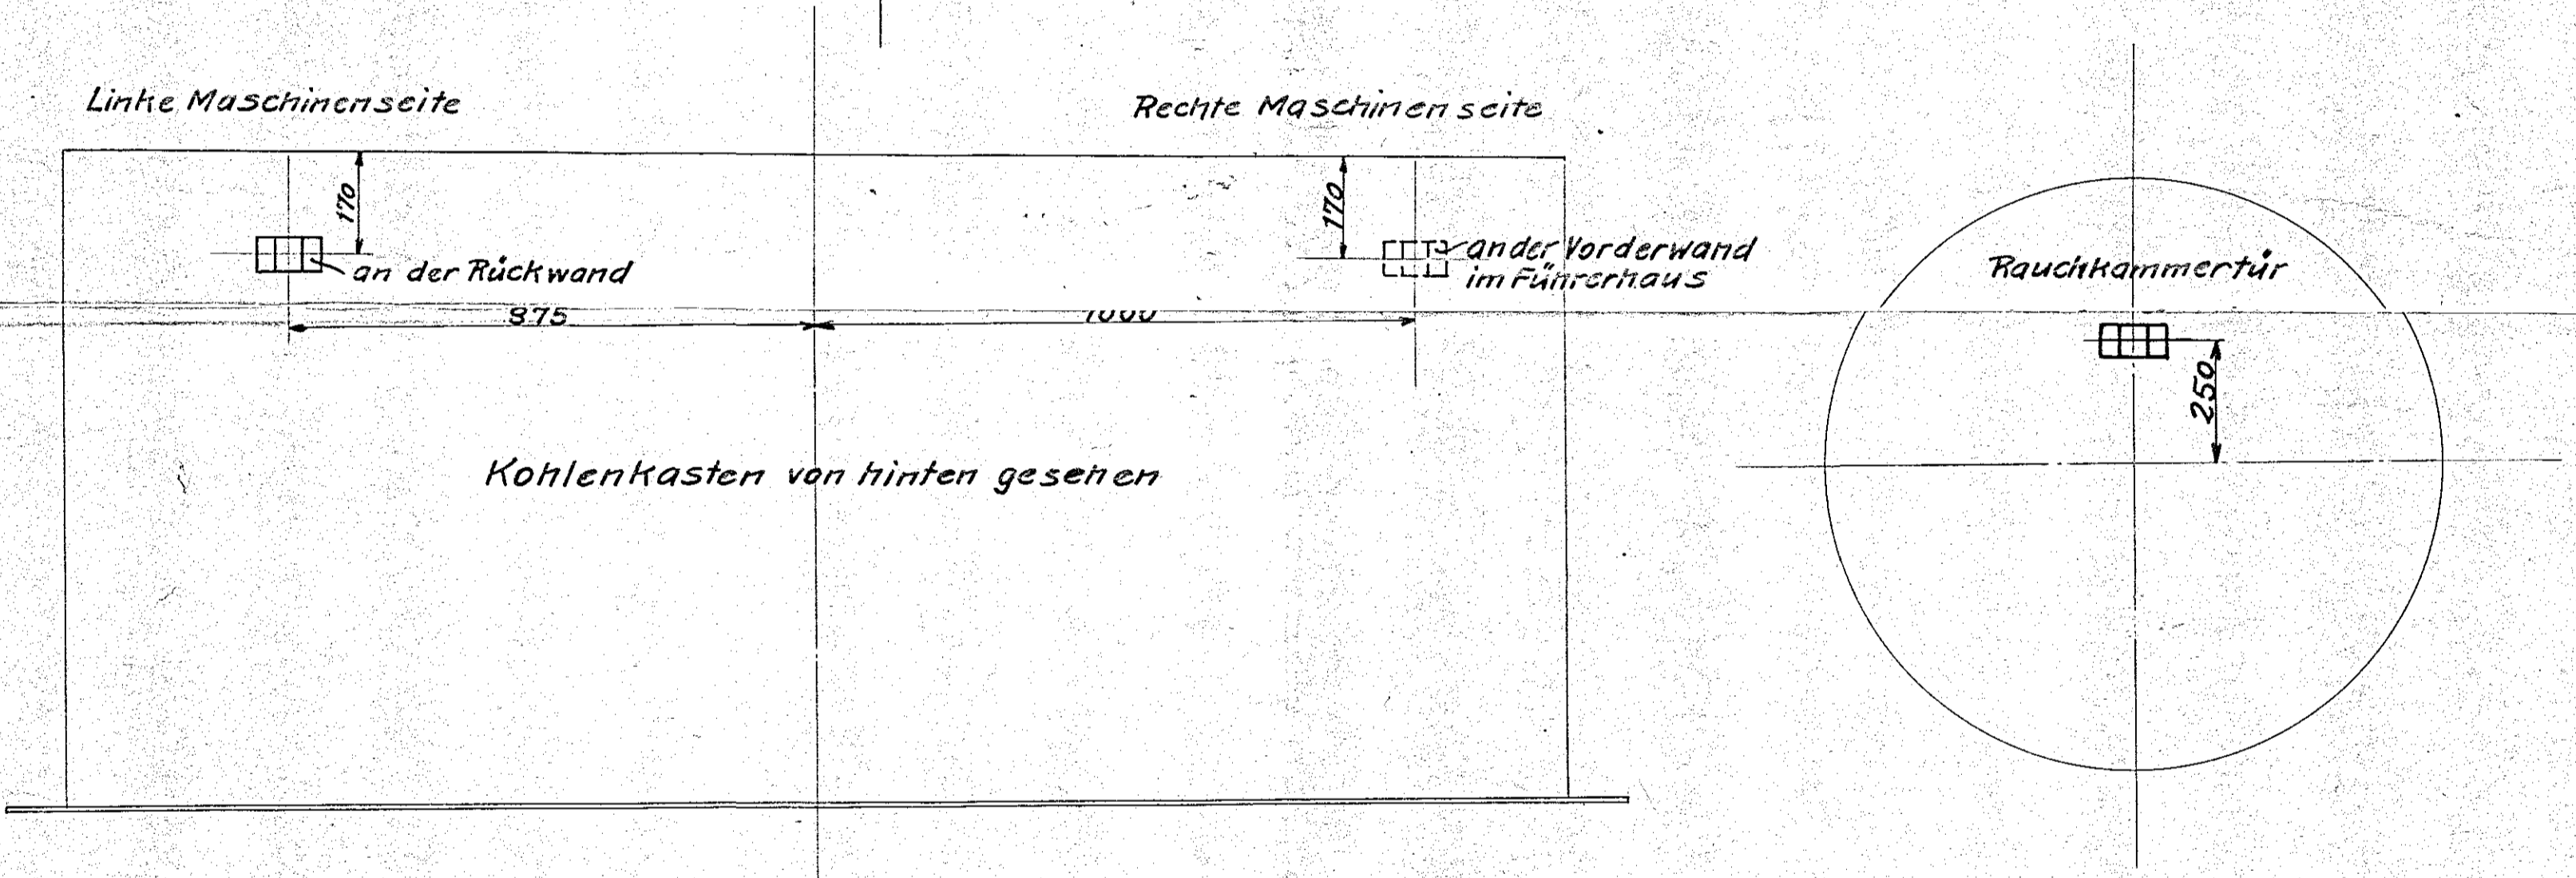 Linke Maschinenseite
Rechte Maschinenseite
170
170
an der Rückwand
an der Vorderwand
im Führerhaus
875
1000
Kohlenkasten von hinten gesehen
Rauchkammertür
250